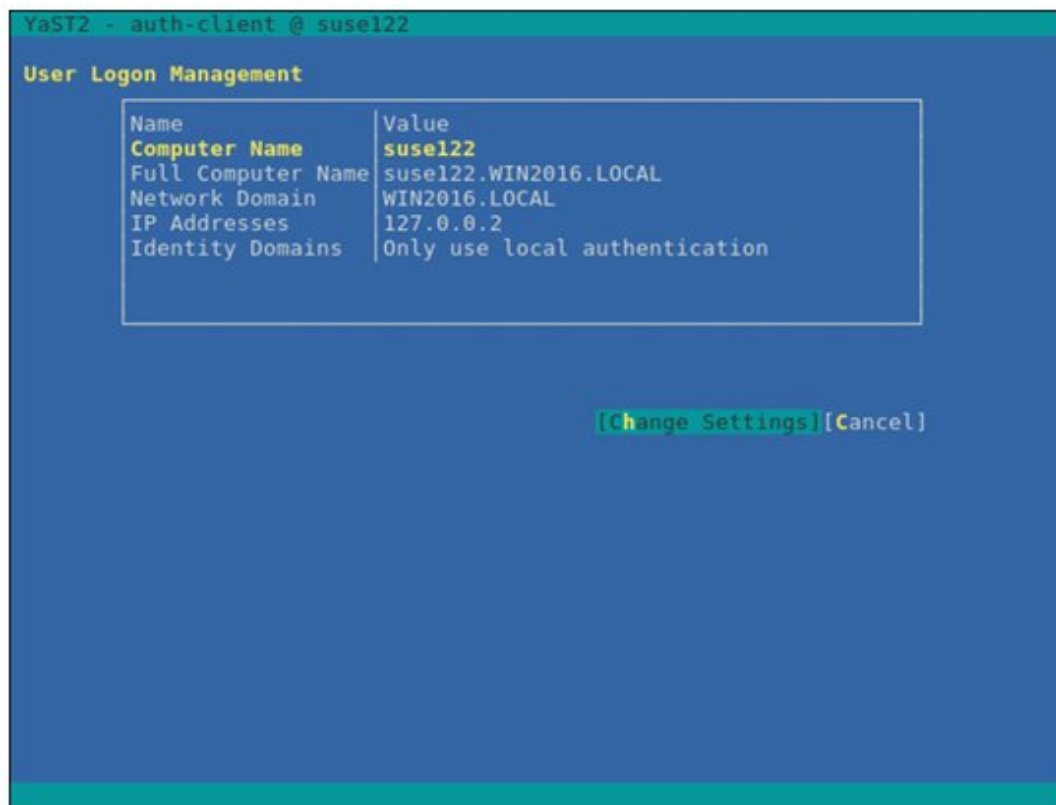 YaST2 - auth-client @ suse122
User Logon Management
Name Value
Computer Name suse122
Full Computer Name suse122.WIN2016.LOCAL
Network Domain WIN2016.LOCAL
IP Addresses 127.0.0.2
Identity Domains Only use local authentication
[Change Settings][Cancel]